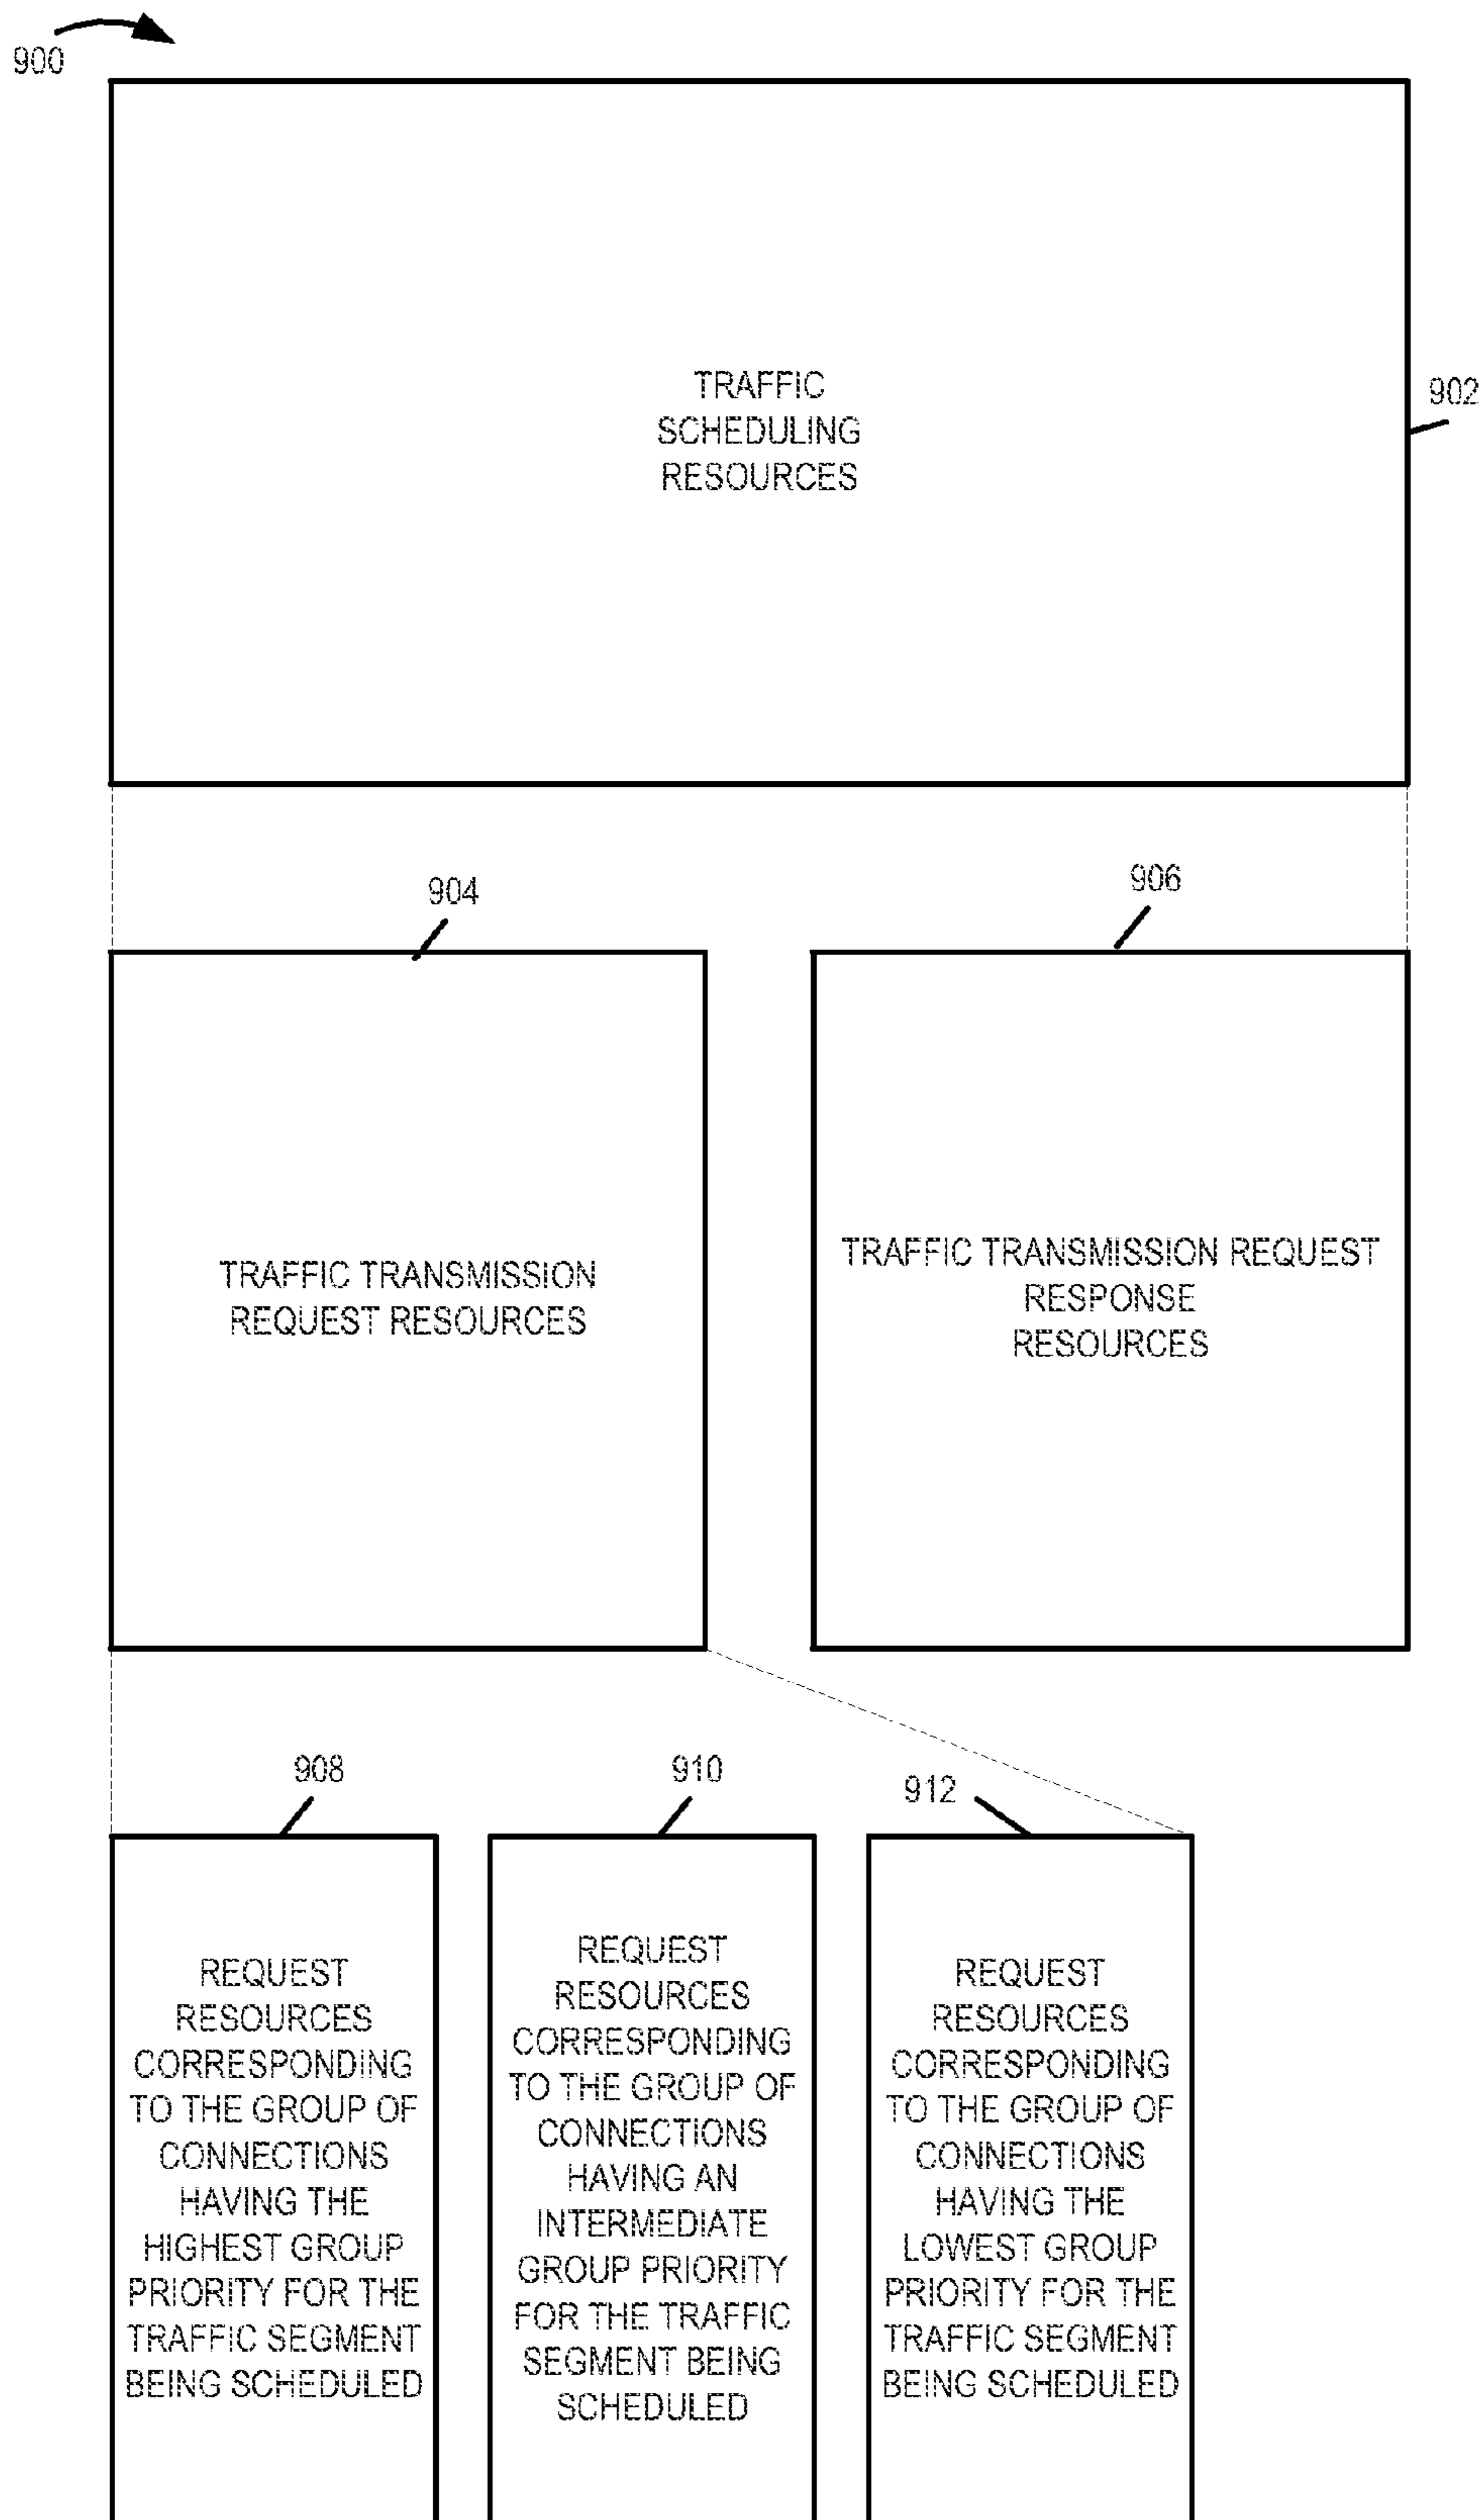 900
TRAFFIC
SCHEDULING
RESOURCES
902
904
906
TRAFFIC TRANSMISSION
REQUEST RESOURCES
TRAFFIC TRANSMISSION REQUEST
RESPONSE
RESOURCES
908
910
912
REQUEST
RESOURCES
CORRESPONDING
TO THE GROUP OF
CONNECTIONS
HAVING THE
HIGHEST GROUP
PRIORITY FOR THE
TRAFFIC SEGMENT
BEING SCHEDULED
REQUEST
RESOURCES
CORRESPONDING
TO THE GROUP OF
CONNECTIONS
HAVING AN
INTERMEDIATE
GROUP PRIORITY
FOR THE TRAFFIC
SEGMENT BEING
SCHEDULED
REQUEST
RESOURCES
CORRESPONDING
TO THE GROUP OF
CONNECTIONS
HAVING THE
LOWEST GROUP
PRIORITY FOR THE
TRAFFIC SEGMENT
BEING SCHEDULED